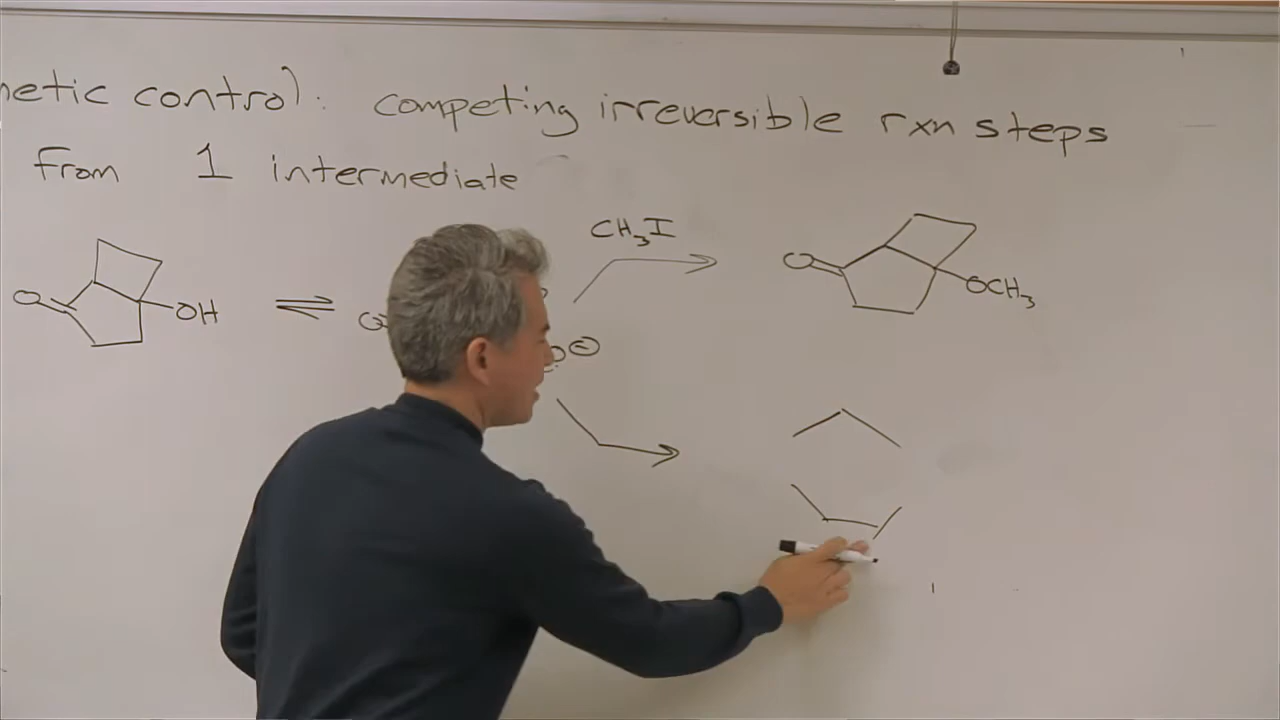 netic control: competing irreversible rxn steps
from 1 intermediate
CH3I
O OCH3
O OH ⇌ O
O ⊖